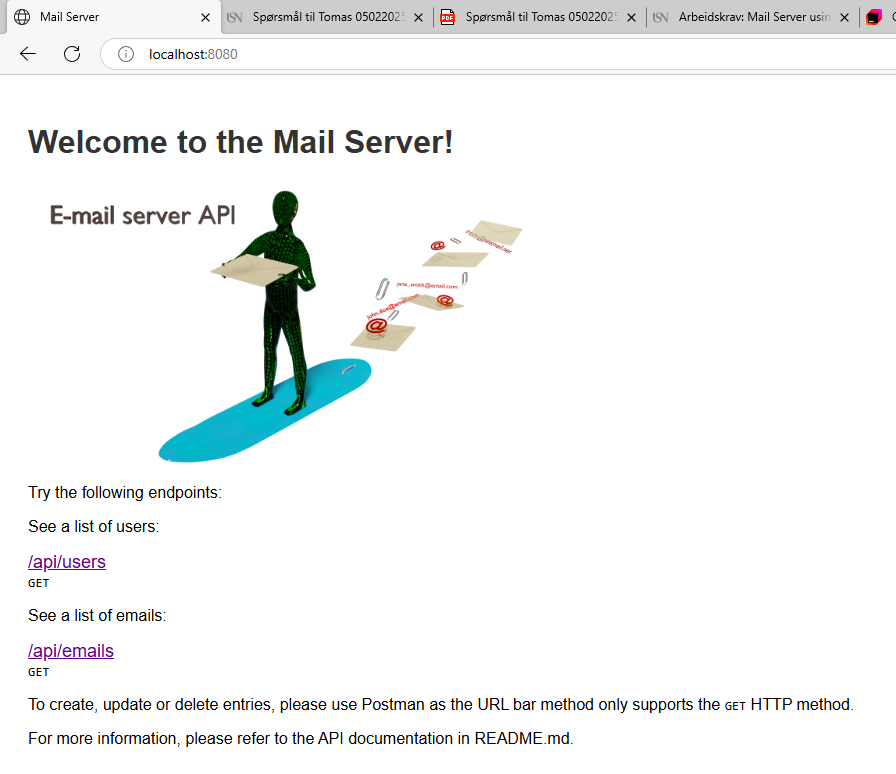 Mail Server
Spørsmål til Tomas 05022025
PDF
Spørsmål til Tomas 05022025
Arbeidskrav: Mail Server usin
localhost:8080
Welcome to the Mail Server!
E-mail server API
@
@
jane_smith@email.com
john.doe@email.com
@
Try the following endpoints:
See a list of users:
/api/users
GET
See a list of emails:
/api/emails
GET
To create, update or delete entries, please use Postman as the URL bar method only supports the GET HTTP method.
For more information, please refer to the API documentation in README.md.